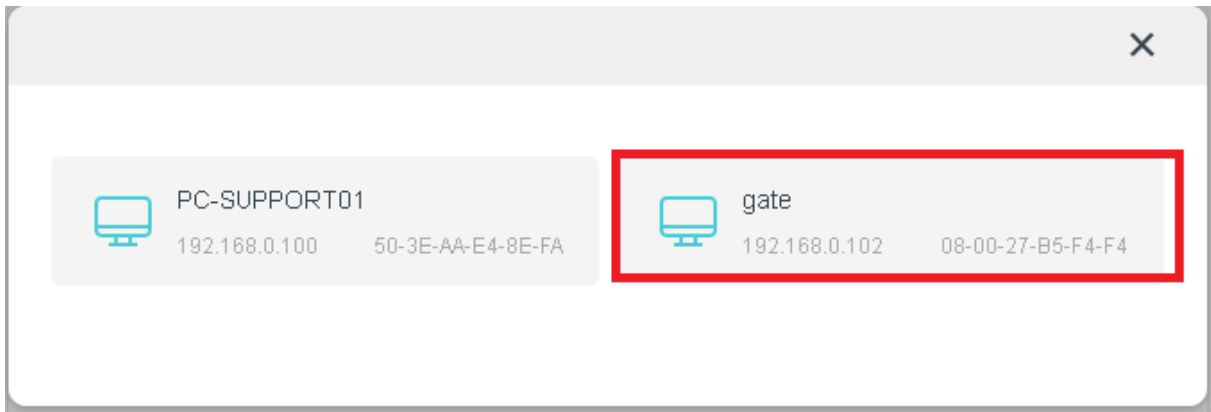 PC-SUPPORT01
192.168.0.100 50-3E-AA-E4-8E-FA
gate
192.168.0.102 08-00-27-B5-F4-F4